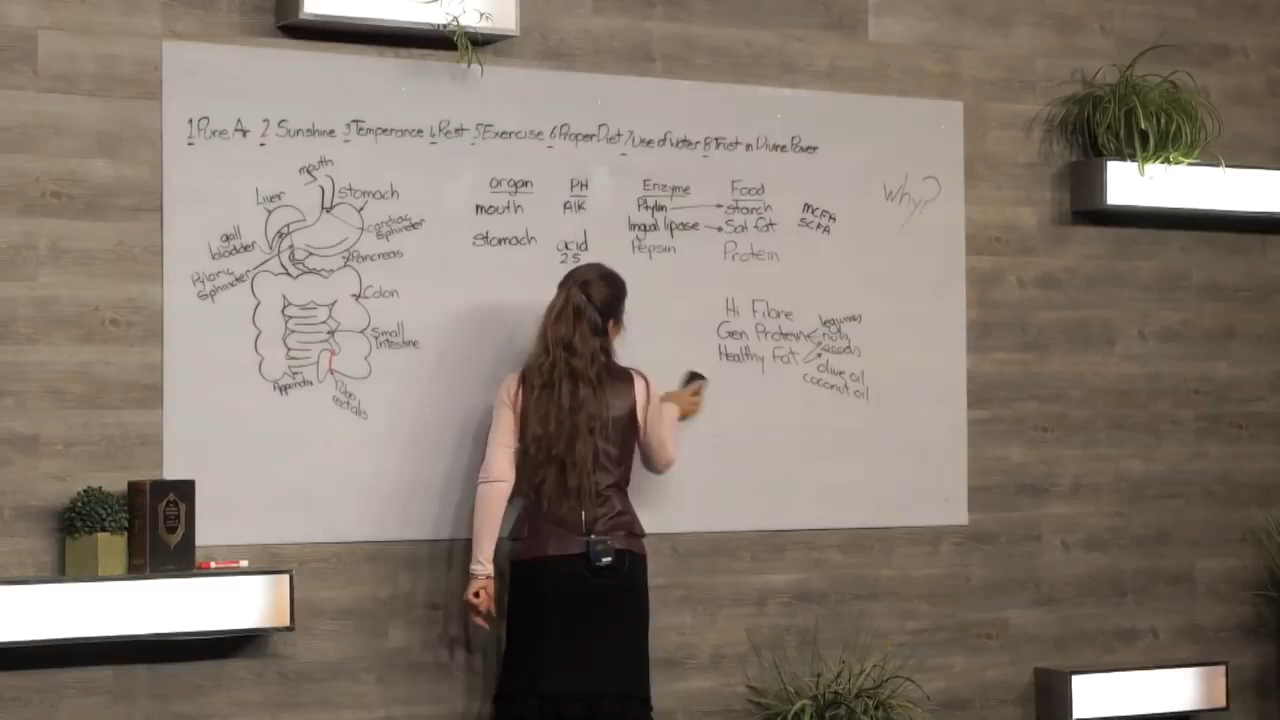 1 Pure Air 2 Sunshine 3 Temperance 4 Rest 5 Exercise 6 Proper Diet 7 Use of Water 8 Trust in Divine Power
mouth
Liver
stomach
gall bladder
cardiac sphincter
Pancreas
Pyloric Sphincter
Colon
Small Intestine
Appendix
Pubo rectalis
organ PH Enzyme Food
mouth Alk Ptylin starch
lingual lipase Sat fat
MCFA
SCFA
stomach acid Pepsin Protein
Hi Fibre
Gen Protein
Healthy Fat
legumes
nuts
seeds
olive oil
coconut oil
Why?